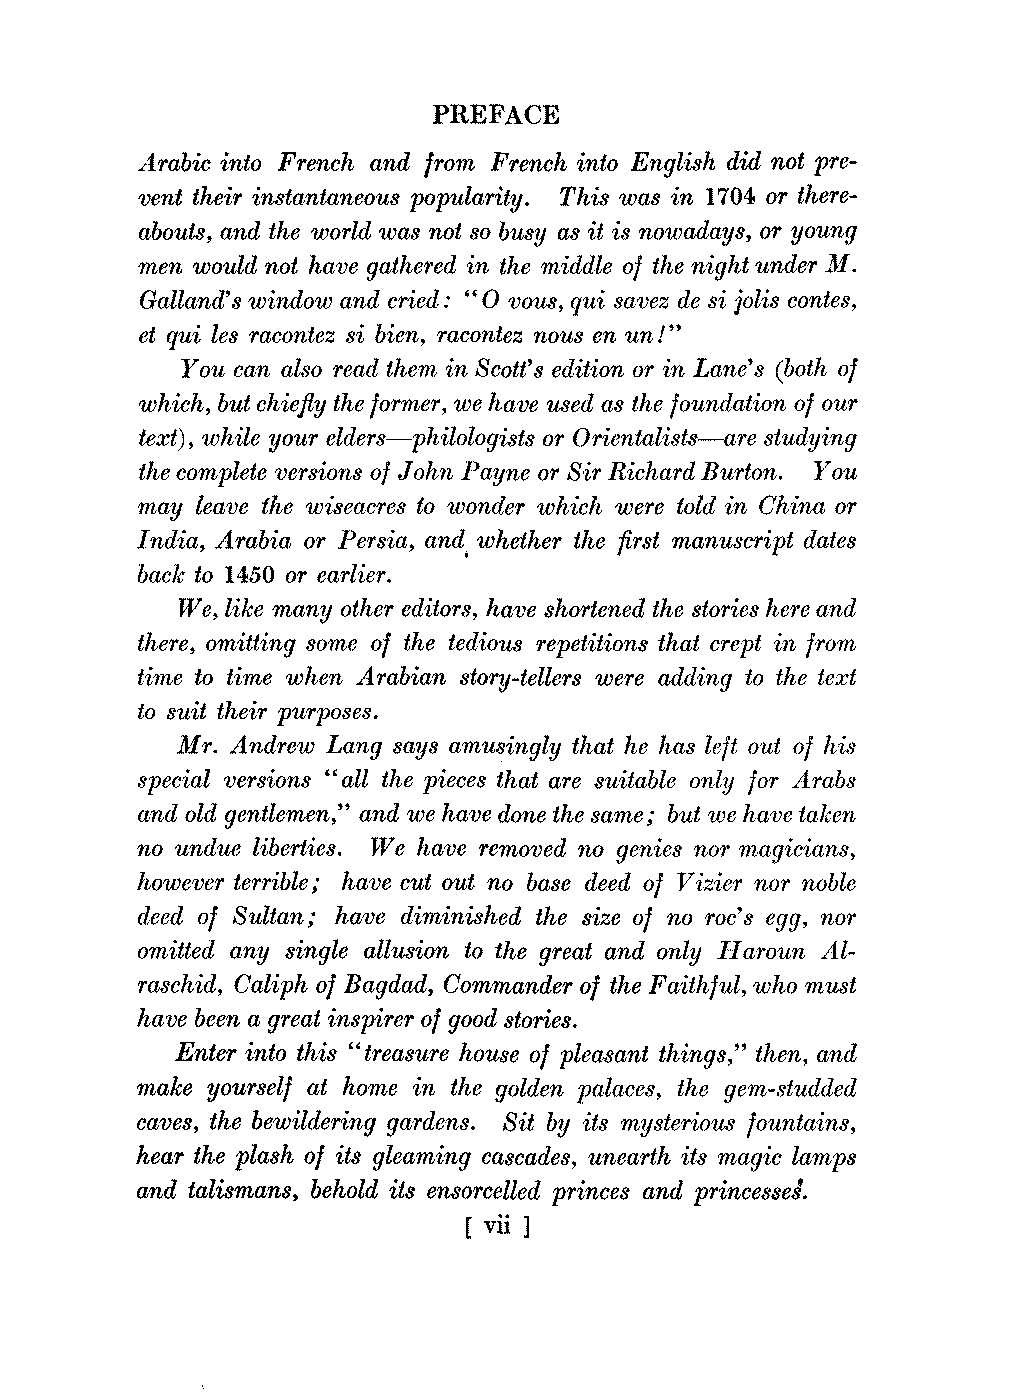 PREFACE
Arabic into French and from French into English did not pre-
vent their instantaneous popularity. This was in 1704 or there-
abouts, and the world was not so busy as it is nowadays, or young
men would not have gathered in the middle of the night under M.
Galland's window and cried: "O vous, qui savez de si jolis contes,
et qui les racontez si bien, racontez nous en un!"
You can also read them in Scott's edition or in Lane's (both of
which, but chiefly the former, we have used as the foundation of our
text), while your elders—philologists or Orientalists—are studying
the complete versions of John Payne or Sir Richard Burton. You
may leave the wiseacres to wonder which were told in China or
India, Arabia or Persia, and whether the first manuscript dates
back to 1450 or earlier.
We, like many other editors, have shortened the stories here and
there, omitting some of the tedious repetitions that crept in from
time to time when Arabian story-tellers were adding to the text
to suit their purposes.
Mr. Andrew Lang says amusingly that he has left out of his
special versions "all the pieces that are suitable only for Arabs
and old gentlemen," and we have done the same; but we have taken
no undue liberties. We have removed no genies nor magicians,
however terrible; have cut out no base deed of Vizier nor noble
deed of Sultan; have diminished the size of no roc's egg, nor
omitted any single allusion to the great and only Haroun Al-
raschid, Caliph of Bagdad, Commander of the Faithful, who must
have been a great inspirer of good stories.
Enter into this "treasure house of pleasant things," then, and
make yourself at home in the golden palaces, the gem-studded
caves, the bewildering gardens. Sit by its mysterious fountains,
hear the plash of its gleaming cascades, unearth its magic lamps
and talismans, behold its ensorcelled princes and princesses.
[ vii ]